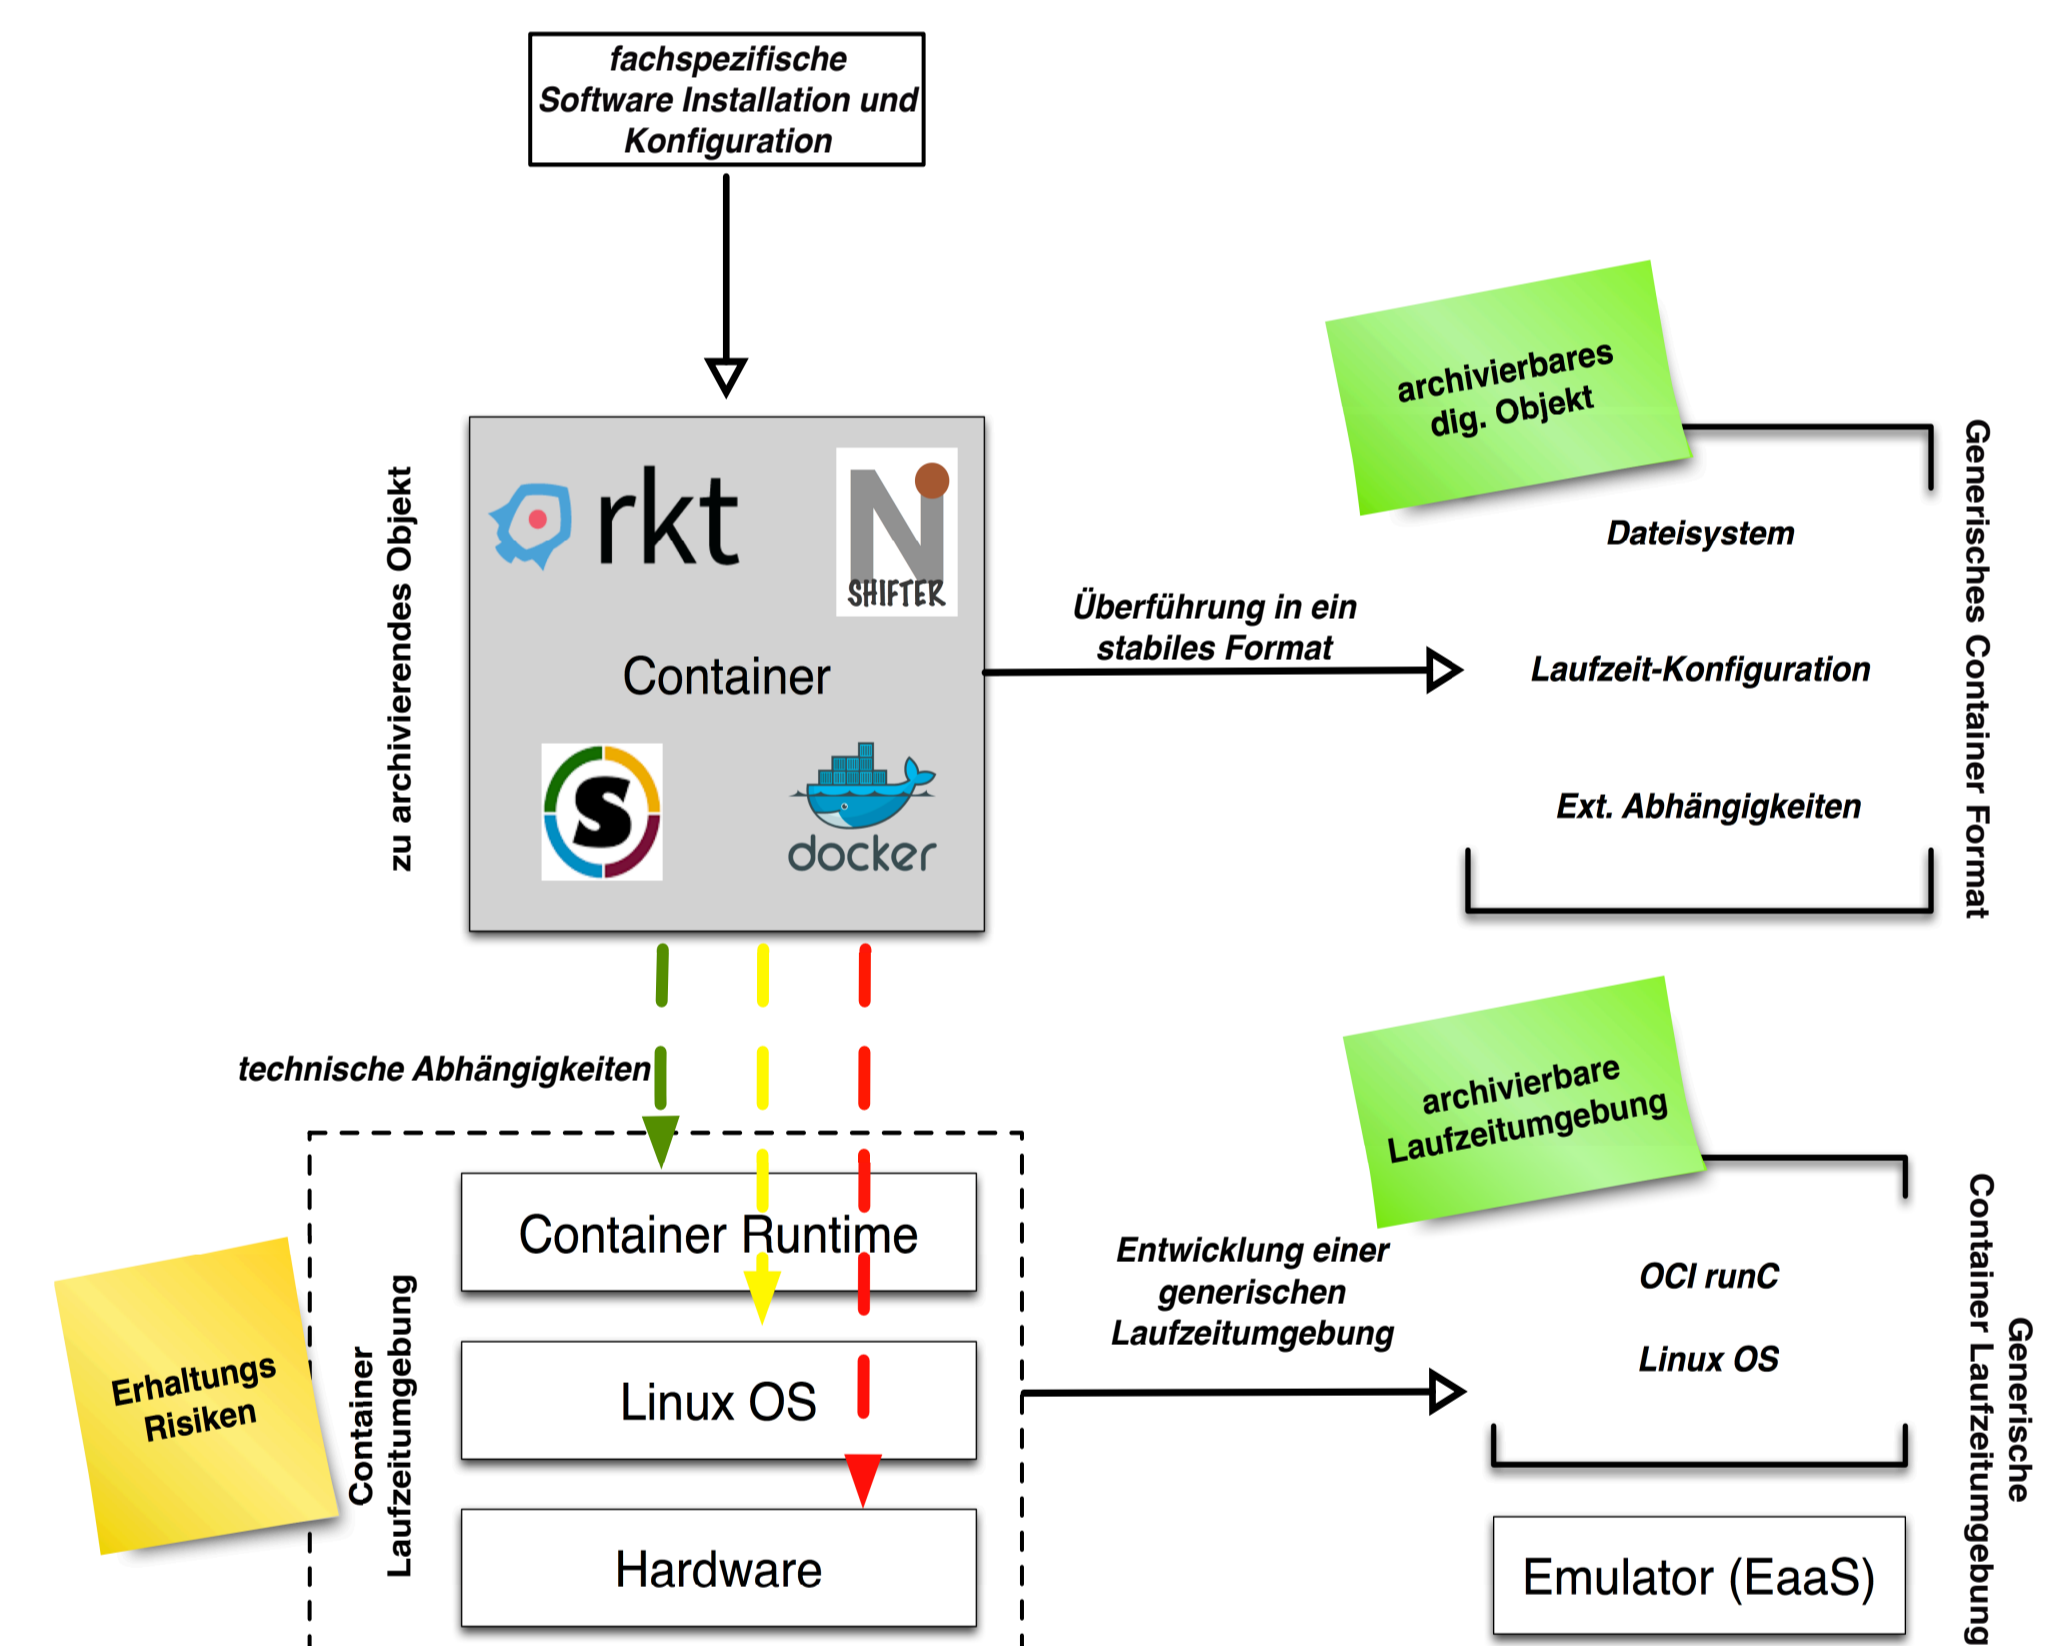 fachspezifische
Software Installation und
Konfiguration
zu archivierendes Objekt
rkt
N
SHIFTER
Container
S
docker
Überführung in ein
stabiles Format
archivierbares
dig. Objekt
Dateisystem
Laufzeit-Konfiguration
Ext. Abhängigkeiten
Generisches Container Format
technische Abhängigkeiten
Erhaltungs
Risiken
Container
Laufzeitumgebung
Container Runtime
Linux OS
Hardware
Entwicklung einer
generischen
Laufzeitumgebung
archivierbare
Laufzeitumgebung
OCI runC
Linux OS
Emulator (EaaS)
Generische
Container Laufzeitumgebung